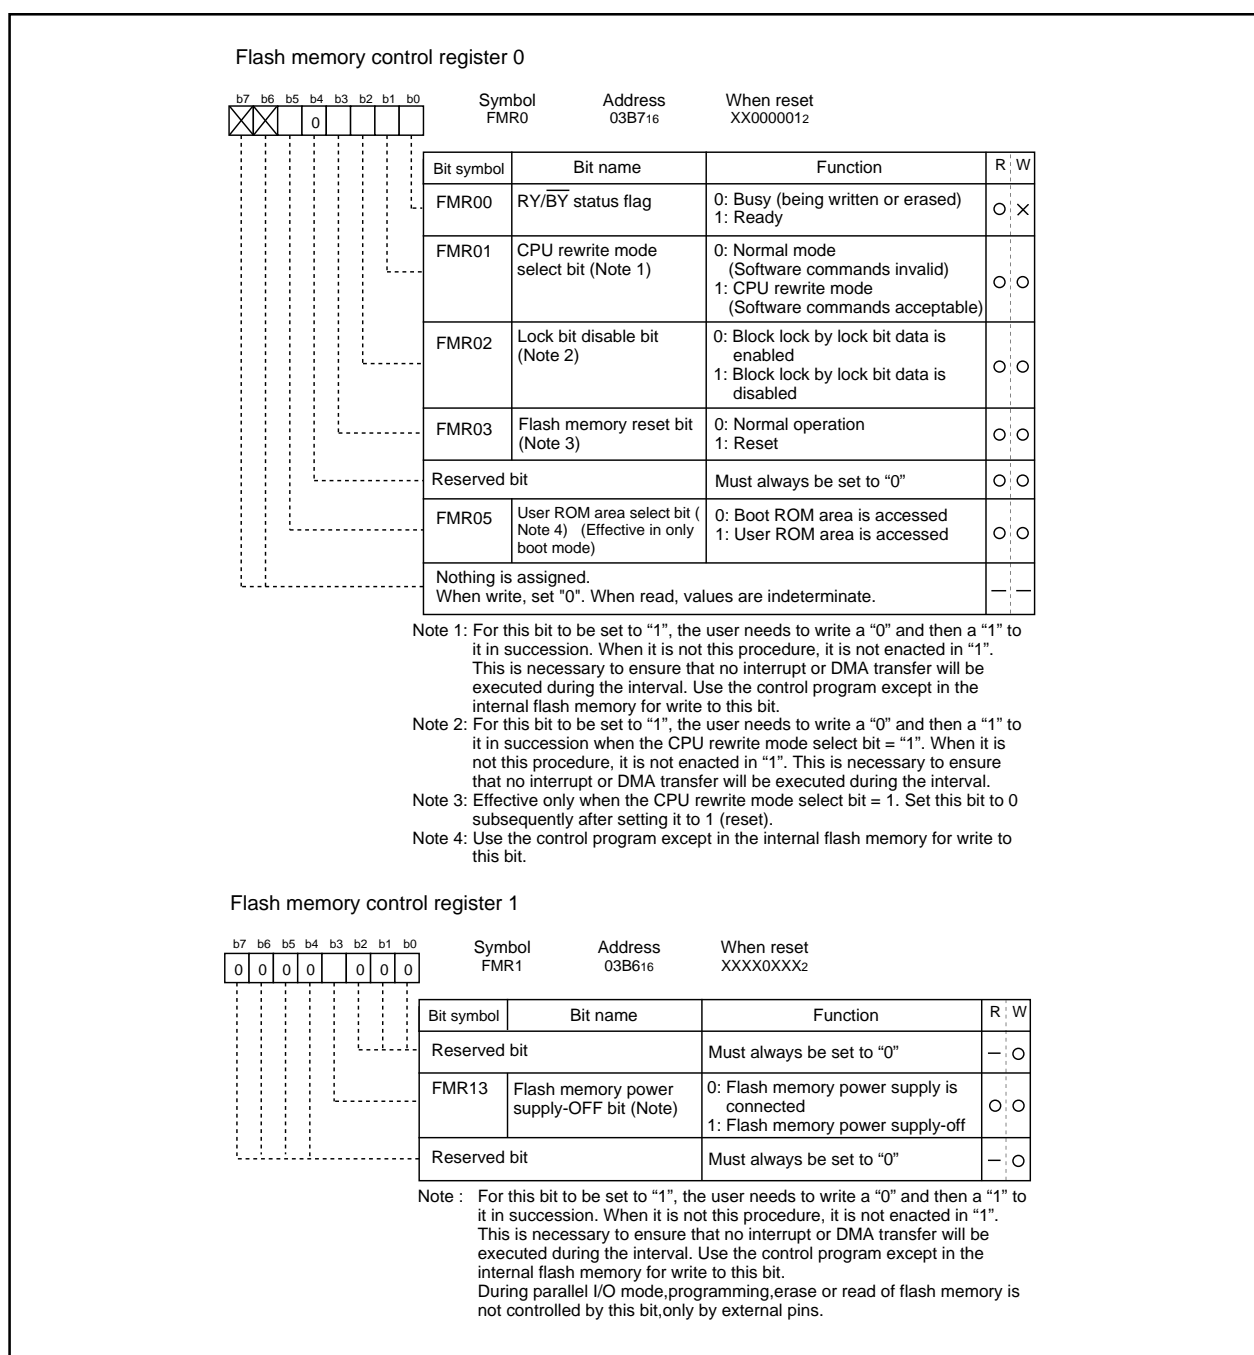 Flash memory control register 0
b7 b6 b5 b4 b3 b2 b1 b0
Symbol Address When reset
0
FMR0 03B716 XX0000012
Bit symbol Bit name Function R W
FMR00 RY/BY status flag 0: Busy (being written or erased)
1: Ready
FMR01 CPU rewrite mode 0: Normal mode
select bit (Note 1) (Software commands invalid)
1: CPU rewrite mode
(Software commands acceptable)
FMR02 Lock bit disable bit 0: Block lock by lock bit data is
(Note 2) enabled
1: Block lock by lock bit data is
disabled
FMR03 Flash memory reset bit 0: Normal operation
(Note 3) 1: Reset
Reserved bit Must always be set to “0”
FMR05 User ROM area select bit ( 0: Boot ROM area is accessed
Note 4) (Effective in only 1: User ROM area is accessed
boot mode)
Nothing is assigned.
When write, set "0". When read, values are indeterminate.
Note 1: For this bit to be set to “1”, the user needs to write a “0” and then a “1” to
it in succession. When it is not this procedure, it is not enacted in “1”.
This is necessary to ensure that no interrupt or DMA transfer will be
executed during the interval. Use the control program except in the
internal flash memory for write to this bit.
Note 2: For this bit to be set to “1”, the user needs to write a “0” and then a “1” to
it in succession when the CPU rewrite mode select bit = “1”. When it is
not this procedure, it is not enacted in “1”. This is necessary to ensure
that no interrupt or DMA transfer will be executed during the interval.
Note 3: Effective only when the CPU rewrite mode select bit = 1. Set this bit to 0
subsequently after setting it to 1 (reset).
Note 4: Use the control program except in the internal flash memory for write to
this bit.
Flash memory control register 1
b7 b6 b5 b4 b3 b2 b1 b0
Symbol Address When reset
0 0 0 0 0 0 0
FMR1 03B616 XXXX0XXX2
Bit symbol Bit name Function R W
Reserved bit Must always be set to “0”
FMR13 Flash memory power 0: Flash memory power supply is
supply-OFF bit (Note) connected
1: Flash memory power supply-off
Reserved bit Must always be set to “0”
Note : For this bit to be set to “1”, the user needs to write a “0” and then a “1” to
it in succession. When it is not this procedure, it is not enacted in “1”.
This is necessary to ensure that no interrupt or DMA transfer will be
executed during the interval. Use the control program except in the
internal flash memory for write to this bit.
During parallel I/O mode,programming,erase or read of flash memory is
not controlled by this bit,only by external pins.